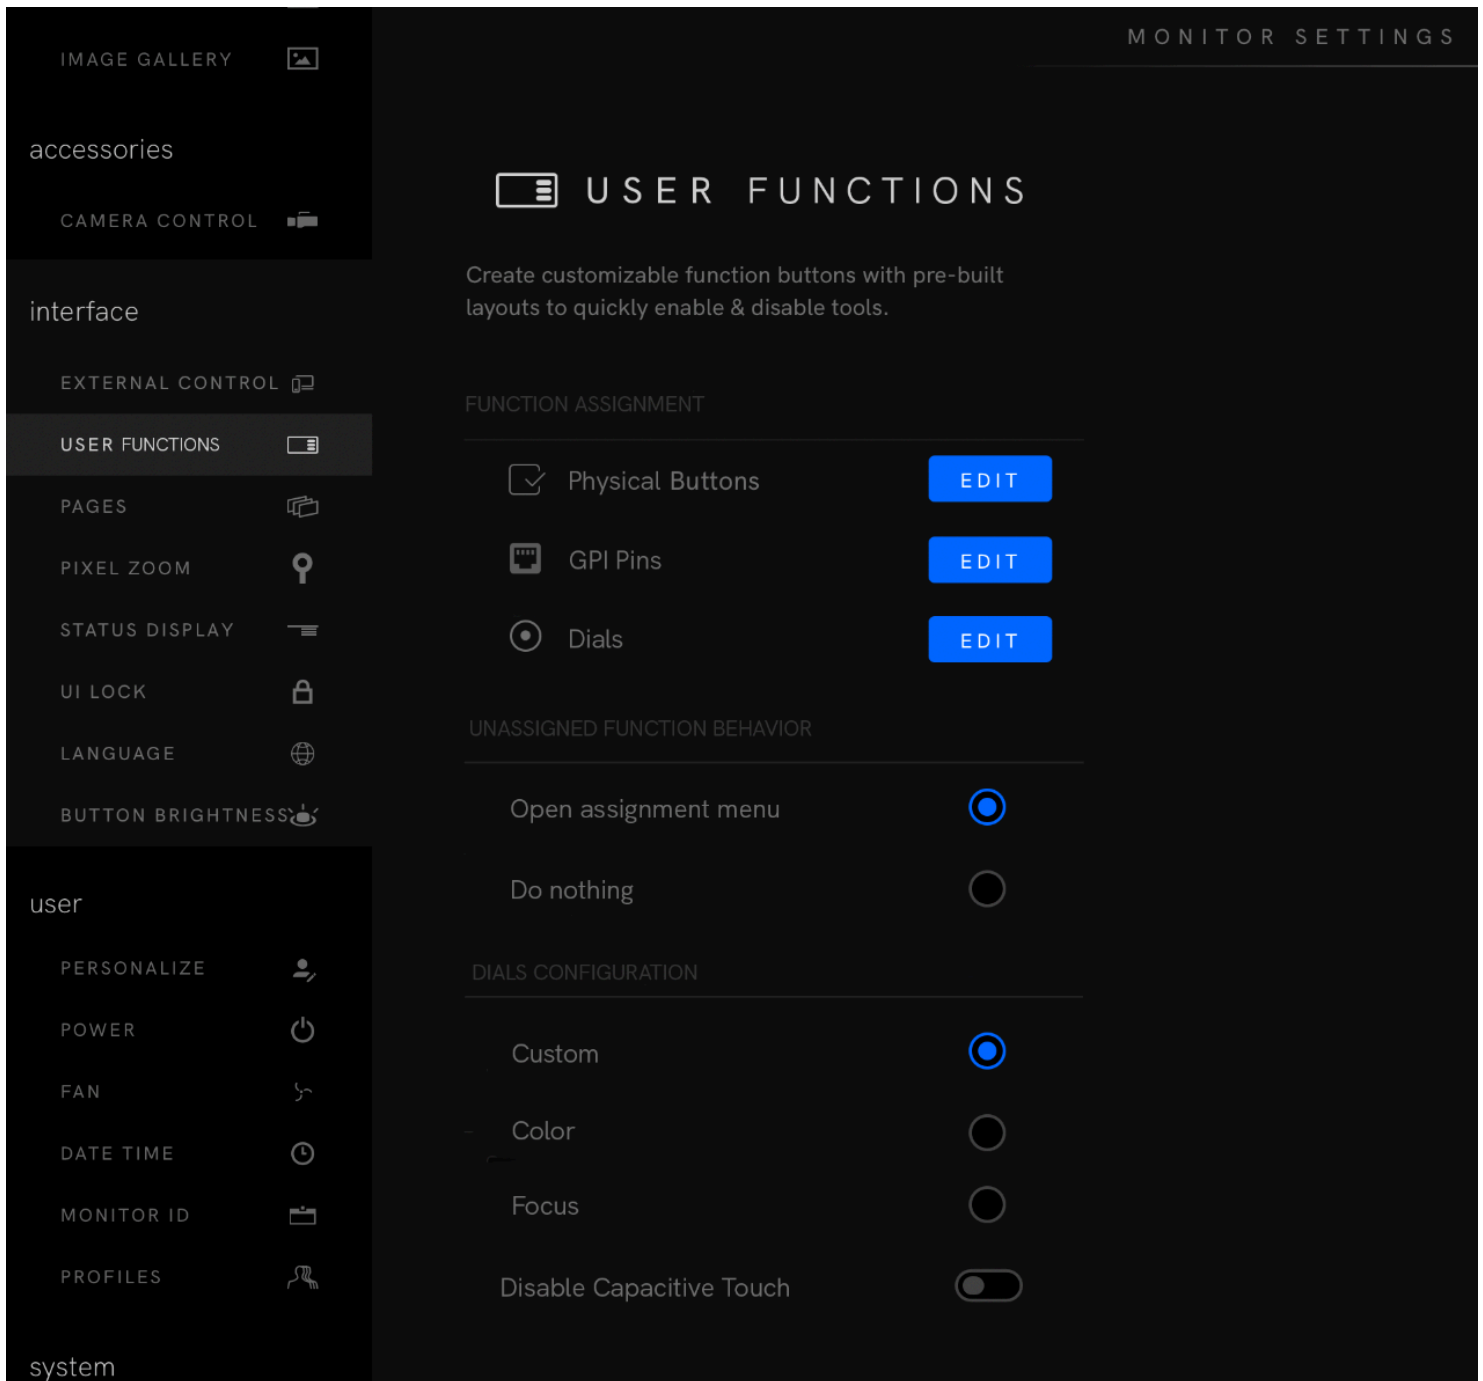 MONITOR SETTINGS
IMAGE GALLERY
accessories
CAMERA CONTROL
interface
EXTERNAL CONTROL
USER FUNCTIONS
PAGES
PIXEL ZOOM
STATUS DISPLAY
UI LOCK
LANGUAGE
BUTTON BRIGHTNESS
user
PERSONALIZE
POWER
FAN
DATE TIME
MONITOR ID
PROFILES
system
USER FUNCTIONS
Create customizable function buttons with pre-built
layouts to quickly enable & disable tools.
FUNCTION ASSIGNMENT
Physical Buttons EDIT
GPI Pins EDIT
Dials EDIT
UNASSIGNED FUNCTION BEHAVIOR
Open assignment menu
Do nothing
DIALS CONFIGURATION
Custom
Color
Focus
Disable Capacitive Touch